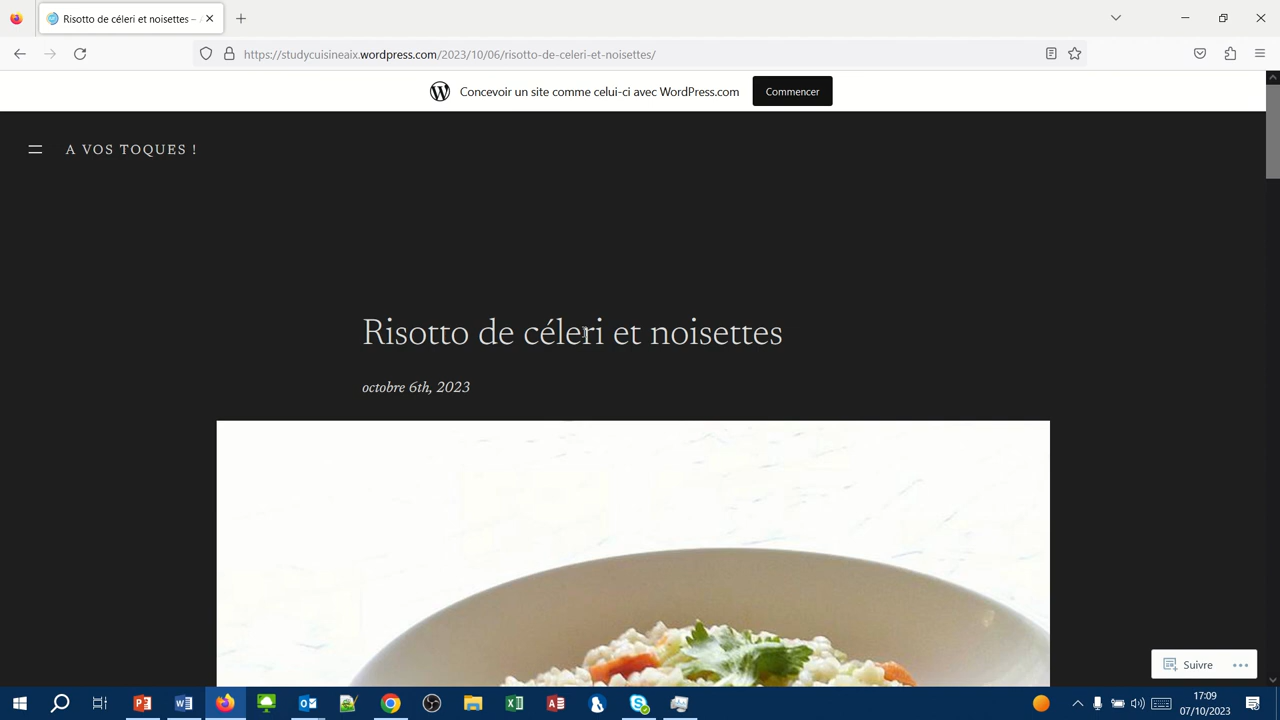 Risotto de céleri et noisettes –
https://studycuisineaix.wordpress.com/2023/10/06/risotto-de-celeri-et-noisettes/
Concevoir un site comme celui-ci avec WordPress.com
Commencer
A VOS TOQUES !
Risotto de céleri et noisettes
octobre 6th, 2023
Suivre
17:09
07/10/2023